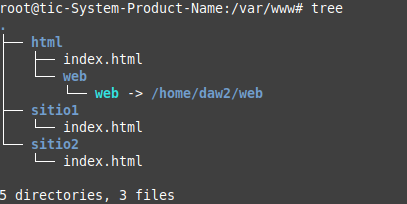 root@tic-System-Product-Name:/var/www# tree
.
├── html
│   ├── index.html
│   └── web
│       └── web -> /home/daw2/web
├── sitio1
│   └── index.html
└── sitio2
    └── index.html

5 directories, 3 files